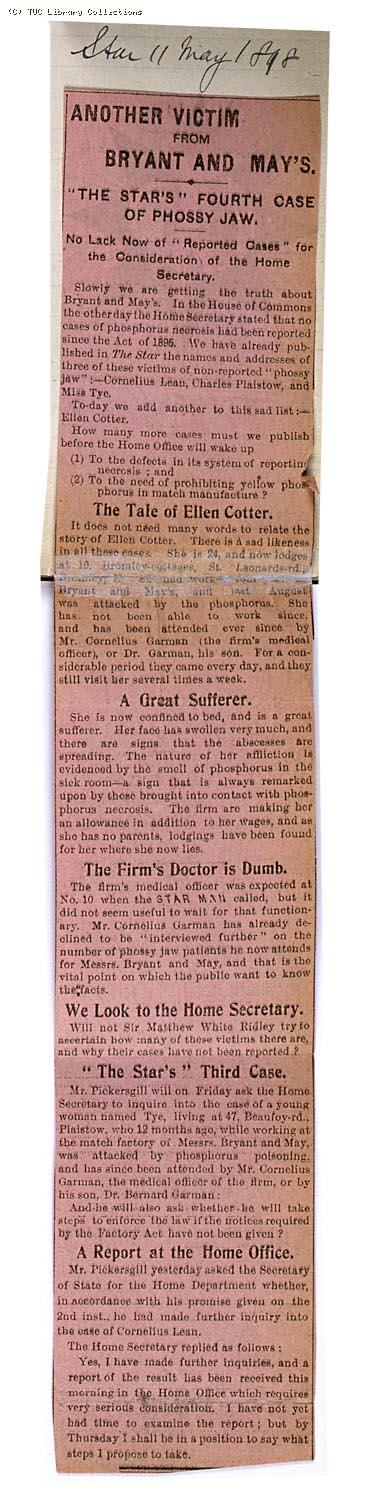 (C) TUC Library Collections
Star 11 May 1898
ANOTHER VICTIM
FROM
BRYANT AND MAY'S.
"THE STAR'S" FOURTH CASE
OF PHOSSY JAW.
No Lack Now of "Reported Cases" for
the Consideration of the Home
Secretary.
Slowly we are getting the truth about
Bryant and May's. In the House of Commons
the other day the Home Secretary stated that no
cases of phosphorus necrosis had been reported
since the Act of 1895. We have already pub-
lished in The Star the names and addresses of
three of these victims of non-reported "phossy
jaw":—Cornelius Lean, Charles Plaistow, and
Miss Tye.
To-day we add another to this sad list:—
Ellen Cotter.
How many more cases must we publish
before the Home Office will wake up
(1) To the defects in its system of reportin
necrosis; and
(2) To the need of prohibiting yellow phos
phorus in match manufacture?
The Tale of Ellen Cotter.
It does not need many words to relate the
story of Ellen Cotter. There is a sad likeness
in all these cases. She is 24, and now lodges
at 10, Bromley-cottages, St. Leonards-rd.,
Bromley, E. had
Bryant and May's, and last August
was attacked by the phosphorus. She
has not been able to work since,
and has been attended ever since by
Mr. Cornelius Garman (the firm's medical
officer), or Dr. Garman, his son. For a con-
siderable period they came every day, and they
still visit her several times a week.
A Great Sufferer.
She is now confined to bed, and is a great
sufferer. Her face has swollen very much, and
there are signs that the abscesses are
spreading. The nature of her affliction is
evidenced by the smell of phosphorus in the
sick room—a sign that is always remarked
upon by those brought into contact with phos-
phorus necrosis. The firm are making her
an allowance in addition to her wages, and as
she has no parents, lodgings have been found
for her where she now lies.
The Firm's Doctor is Dumb.
The firm's medical officer was expected at
No. 10 when the STAR MAN called, but it
did not seem useful to wait for that function-
ary. Mr. Cornelius Garman has already de-
clined to be "interviewed further" on the
number of phossy jaw patients he now attends
for Messrs. Bryant and May, and that is the
vital point on which the public want to know
the facts.
We Look to the Home Secretary.
Will not Sir Matthew White Ridley try to
ascertain how many of these victims there are,
and why their cases have not been reported?
"The Star's" Third Case.
Mr. Pickersgill will on Friday ask the Home
Secretary to inquire into the case of a young
woman named Tye, living at 47, Beaufoy-rd.,
Plaistow, who 12 months ago, while working at
the match factory of Messrs. Bryant and May,
was attacked by phosphorus poisoning,
and has since been attended by Mr. Cornelius
Garman, the medical officer of the firm, or by
his son, Dr. Bernard Garman:
And he will also ask whether he will take
steps to enforce the law if the notices required
by the Factory Act have not been given?
A Report at the Home Office.
Mr. Pickersgill yesterday asked the Secretary
of State for the Home Department whether,
in accordance with his promise given on the
2nd inst., he had made further inquiry into
the case of Cornelius Lean.
The Home Secretary replied as follows:
Yes, I have made further inquiries, and a
report of the result has been received this
morning in the Home Office which requires
very serious consideration. I have not yet
had time to examine the report; but by
Thursday I shall be in a position to say what
steps I propose to take.